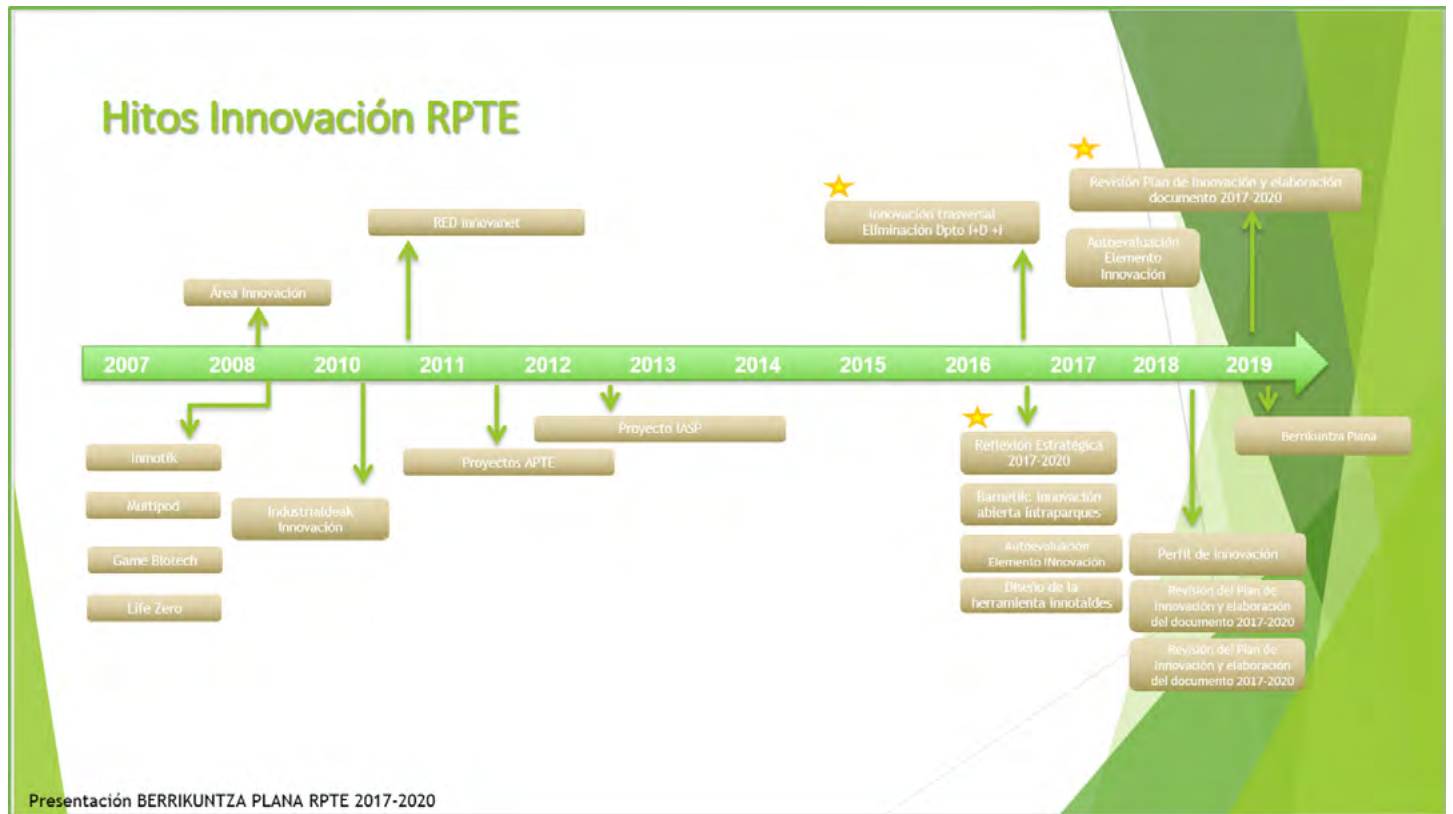 Hitos Innovación RPTE
Revisión Plan de Innovación y elaboración
documento 2017-2020
Innovación trasversal
Eliminación Dpto I+D +i
RED innovanet
Autoevaluación
Elemento
Innovación
Área Innovación
2007 2008 2010 2011 2012 2013 2014 2015 2016 2017 2018 2019
Inmotik
Multipod
Game Biotech
Life Zero
Industrialdeak
Innovación
Proyectos APTE
Proyecto IASP
Reflexión Estratégica
2017-2020
Barnetik: Innovación
abierta intraparques
Autoevaluación
Elemento INnovación
Diseño de la
herramienta innotaldes
Perfil de innovación
Revisión del Plan de
Innovación y elaboración
del documento 2017-2020
Revisión del Plan de
Innovación y elaboración
del documento 2017-2020
Berrikuntza Plana
Presentación BERRIKUNTZA PLANA RPTE 2017-2020